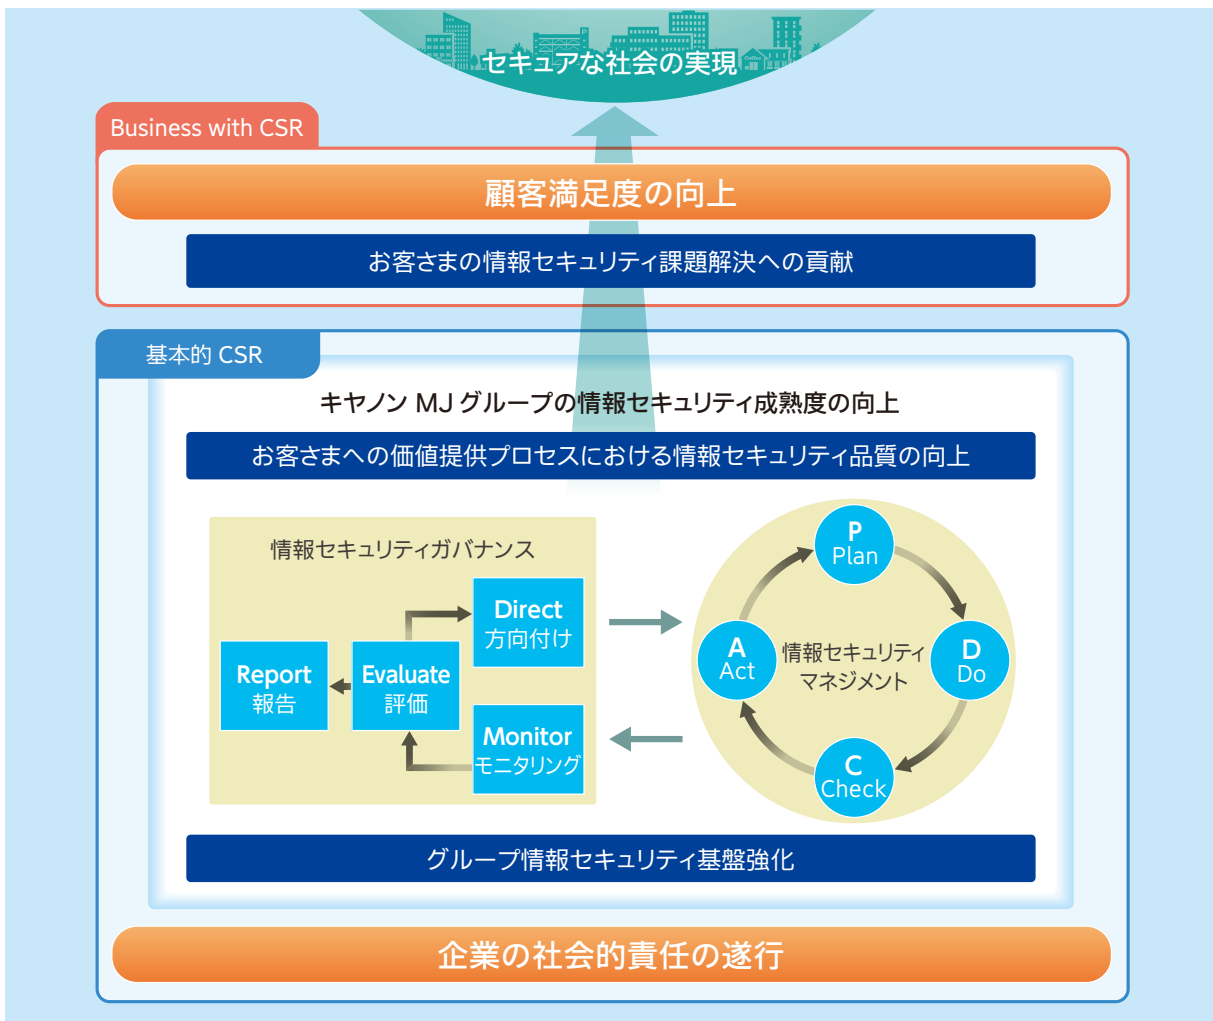 セキュアな社会の実現
Business with CSR
顧客満足度の向上
お客さまの情報セキュリティ課題解決への貢献
基本的 CSR
キヤノン MJ グループの情報セキュリティ成熟度の向上
お客さまへの価値提供プロセスにおける情報セキュリティ品質の向上
情報セキュリティガバナンス
Direct
方向付け
Report
報告
Evaluate
評価
Monitor
モニタリング
P
Plan
D
Do
C
Check
A
Act
情報セキュリティ
マネジメント
グループ情報セキュリティ基盤強化
企業の社会的責任の遂行